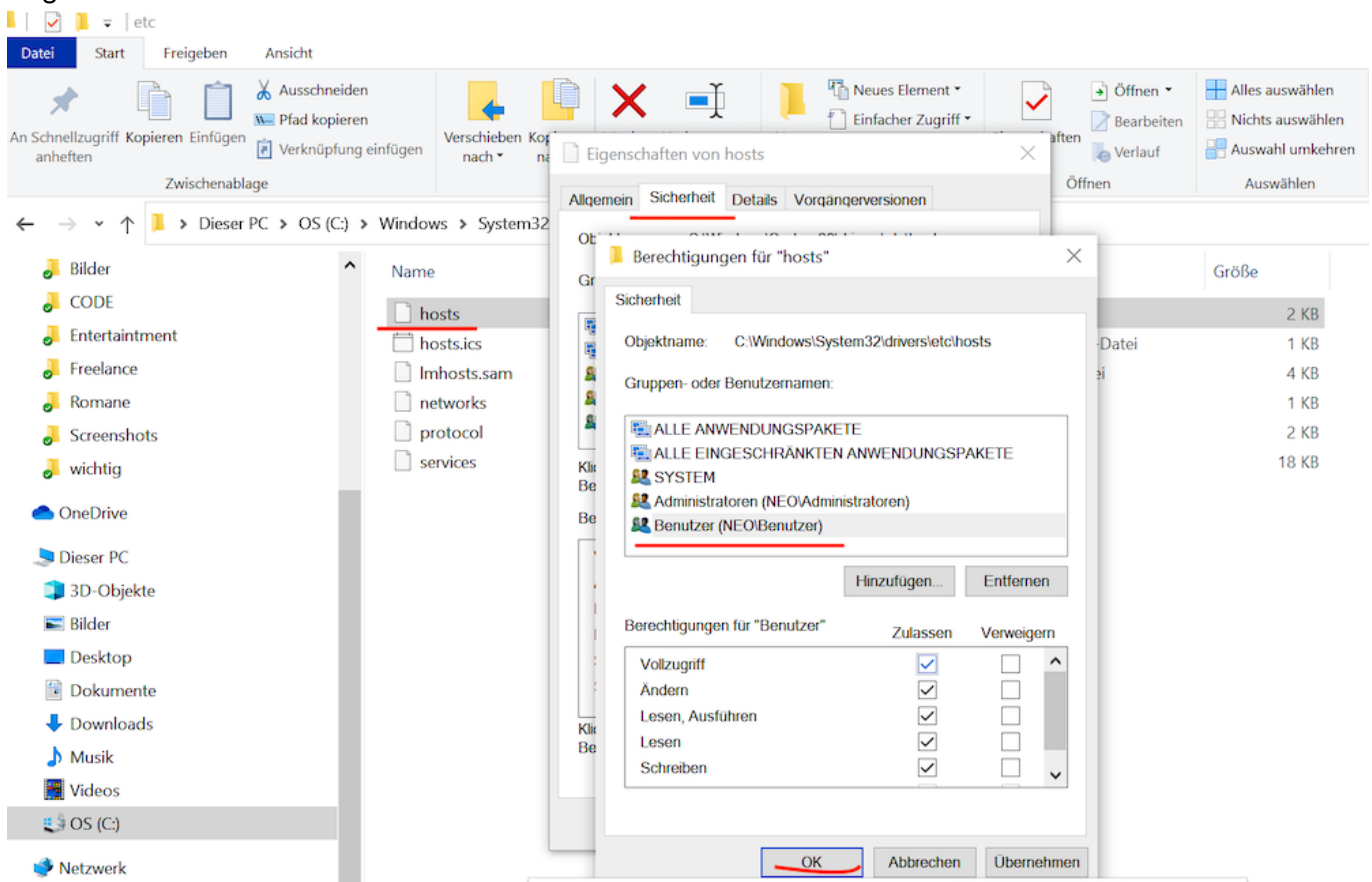 etc
Datei Start Freigeben Ansicht
An Schnellzugriff anheften
Kopieren
Einfügen
Ausschneiden
Pfad kopieren
Verknüpfung einfügen
Zwischenablage
Verschieben nach
Neues Element
Einfacher Zugriff
Öffnen
Bearbeiten
Verlauf
Öffnen
Alles auswählen
Nichts auswählen
Auswahl umkehren
Auswählen
Dieser PC > OS (C:) > Windows > System32
Bilder
CODE
Entertaintment
Freelance
Romane
Screenshots
wichtig
OneDrive
Dieser PC
3D-Objekte
Bilder
Desktop
Dokumente
Downloads
Musik
Videos
OS (C:)
Netzwerk
Name
Größe
hosts 2 KB
hosts.ics -Datei 1 KB
lmhosts.sam 4 KB
networks 1 KB
protocol 2 KB
services 18 KB
Eigenschaften von hosts
Allgemein Sicherheit Details Vorgängerversionen
Berechtigungen für "hosts"
Sicherheit
Objektname: C:\Windows\System32\drivers\etc\hosts
Gruppen- oder Benutzernamen:
ALLE ANWENDUNGSPAKETE
ALLE EINGESCHRÄNKTEN ANWENDUNGSPAKETE
SYSTEM
Administratoren (NEO\Administratoren)
Benutzer (NEO\Benutzer)
Hinzufügen... Entfernen
Berechtigungen für "Benutzer" Zulassen Verweigern
Vollzugriff
Ändern
Lesen, Ausführen
Lesen
Schreiben
OK Abbrechen Übernehmen